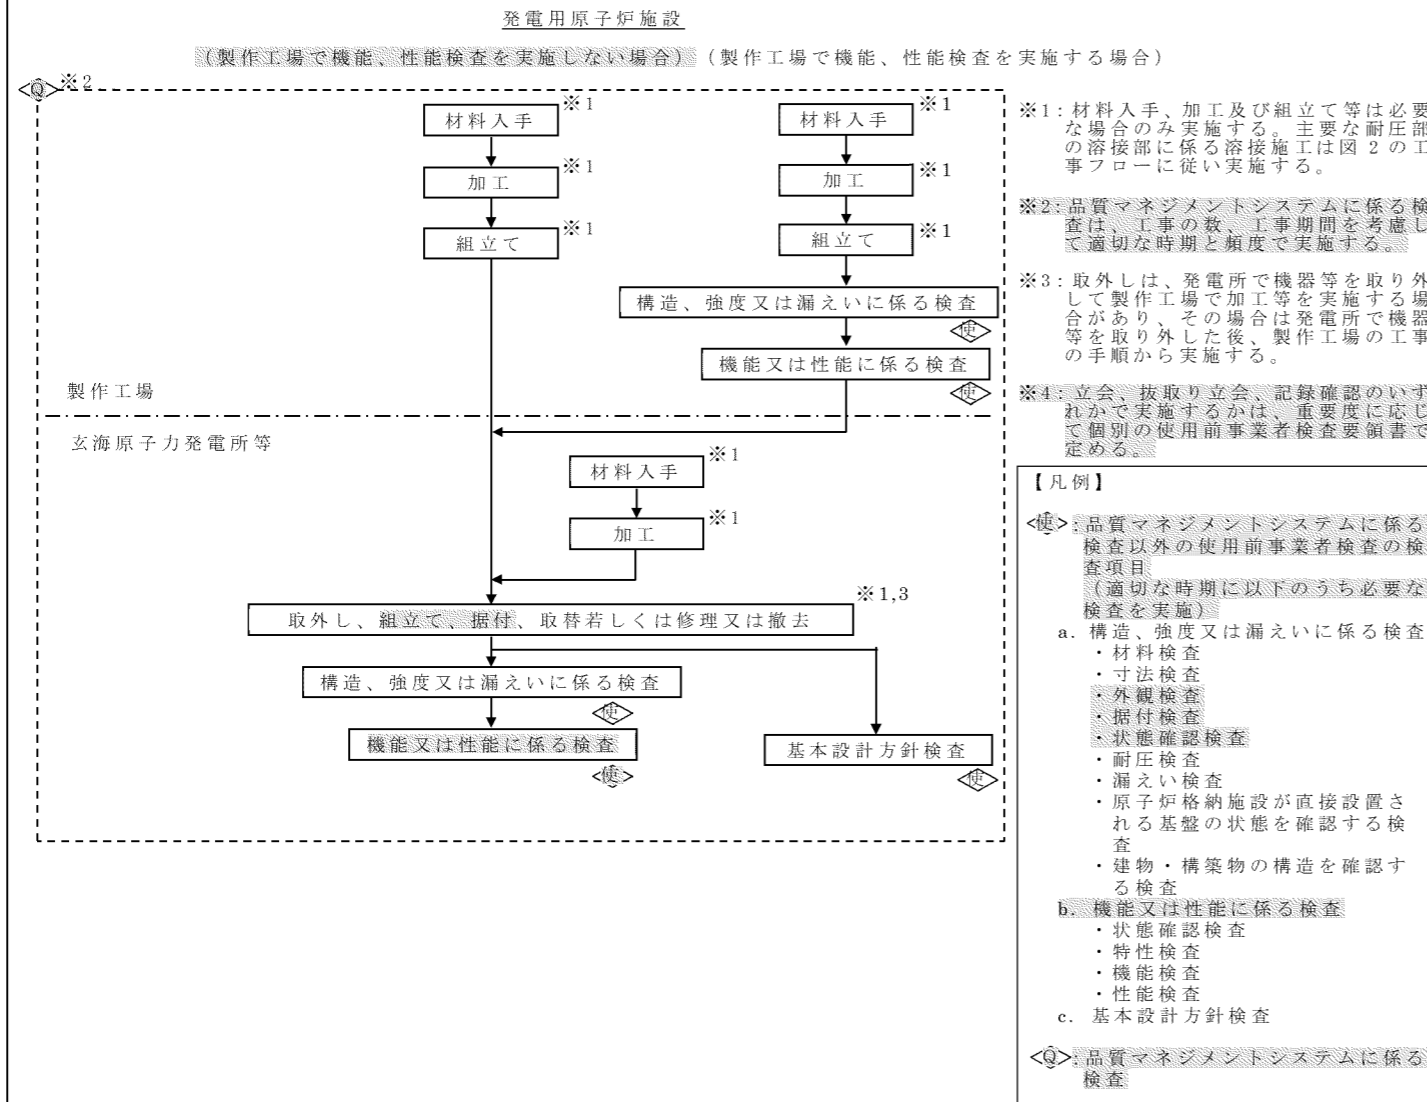 発電用原子炉施設
(製作工場で機能、性能検査を実施しない場合) (製作工場で機能、性能検査を実施する場合)
Q ※2
材料入手 ※1
加工 ※1
組立て ※1
材料入手 ※1
加工 ※1
組立て ※1
構造、強度又は漏えいに係る検査
使
機能又は性能に係る検査
使
製作工場
玄海原子力発電所等
材料入手 ※1
加工 ※1
取外し、組立て、据付、取替若しくは修理又は撤去 ※1,3
構造、強度又は漏えいに係る検査
使
機能又は性能に係る検査
使
基本設計方針検査
使
※1:材料入手、加工及び組立て等は必要
な場合のみ実施する。主要な耐圧部
の溶接部に係る溶接施工は図2の工
事フローに従い実施する。
※2:品質マネジメントシステムに係る検
査は、工事の数、工事期間を考慮し
て適切な時期と頻度で実施する。
※3:取外しは、発電所で機器等を取り外
して製作工場で加工等を実施する場
合があり、その場合は発電所で機器
等を取り外した後、製作工場の工事
の手順から実施する。
※4:立会、抜取り立会、記録確認のいず
れかで実施するかは、重要度に応じ
て個別の使用前事業者検査要領書で
定める。
【凡例】
使:品質マネジメントシステムに係る
検査以外の使用前事業者検査の検
査項目
(適切な時期に以下のうち必要な
検査を実施)
a. 構造、強度又は漏えいに係る検査
・材料検査
・寸法検査
・外観検査
・据付検査
・状態確認検査
・耐圧検査
・漏えい検査
・原子炉格納施設が直接設置さ
れる基盤の状態を確認する検
査
・建物・構築物の構造を確認す
る検査
b. 機能又は性能に係る検査
・状態確認検査
・特性検査
・機能検査
・性能検査
c. 基本設計方針検査
Q:品質マネジメントシステムに係る
検査